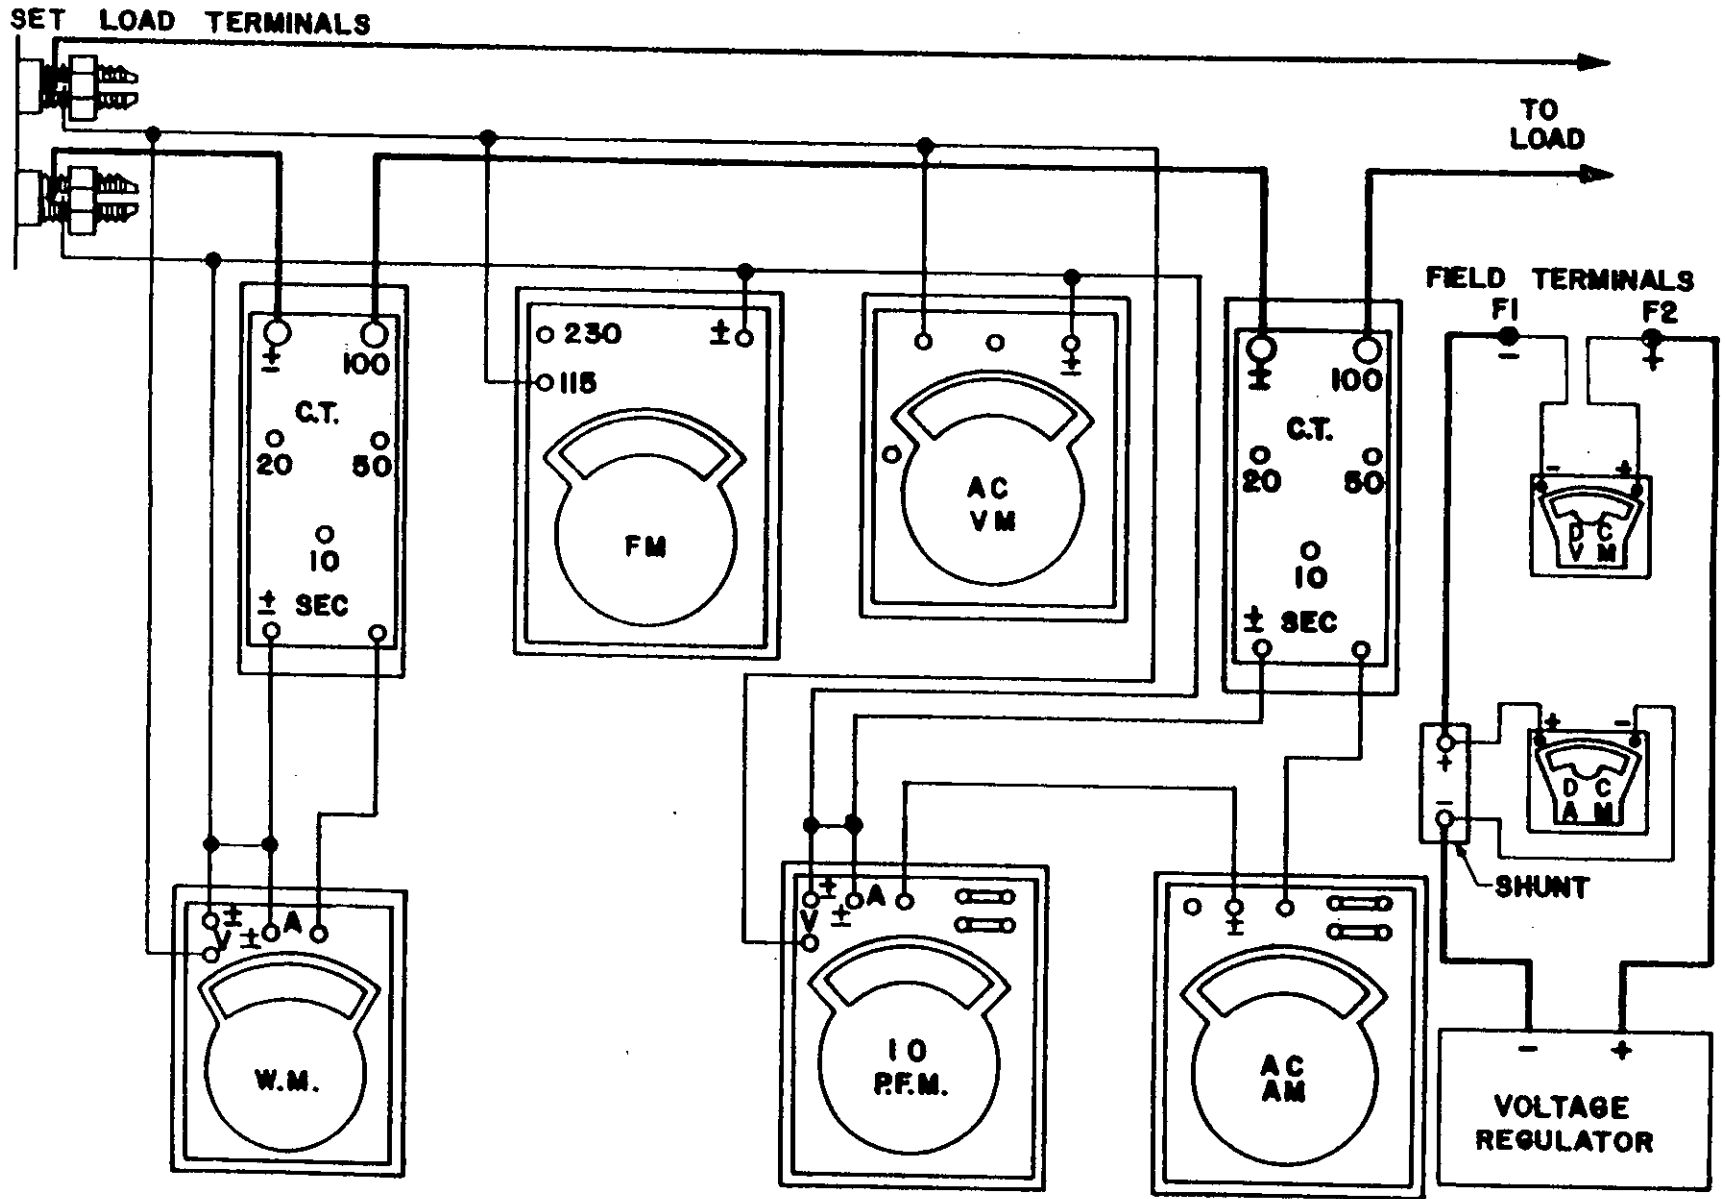 SET LOAD TERMINALS
TO
LOAD
FIELD TERMINALS
F1
F2
-
+
±
100
C.T.
20
50
10
± SEC
230
±
115
FM
±
AC
VM
±
100
C.T.
20
50
10
± SEC
- +
D C
V M
+ -
D C
A M
+
-
SHUNT
±
V
±
A
W.M.
±
V
±
A
10
P.F.M.
±
AC
AM
- +
VOLTAGE
REGULATOR